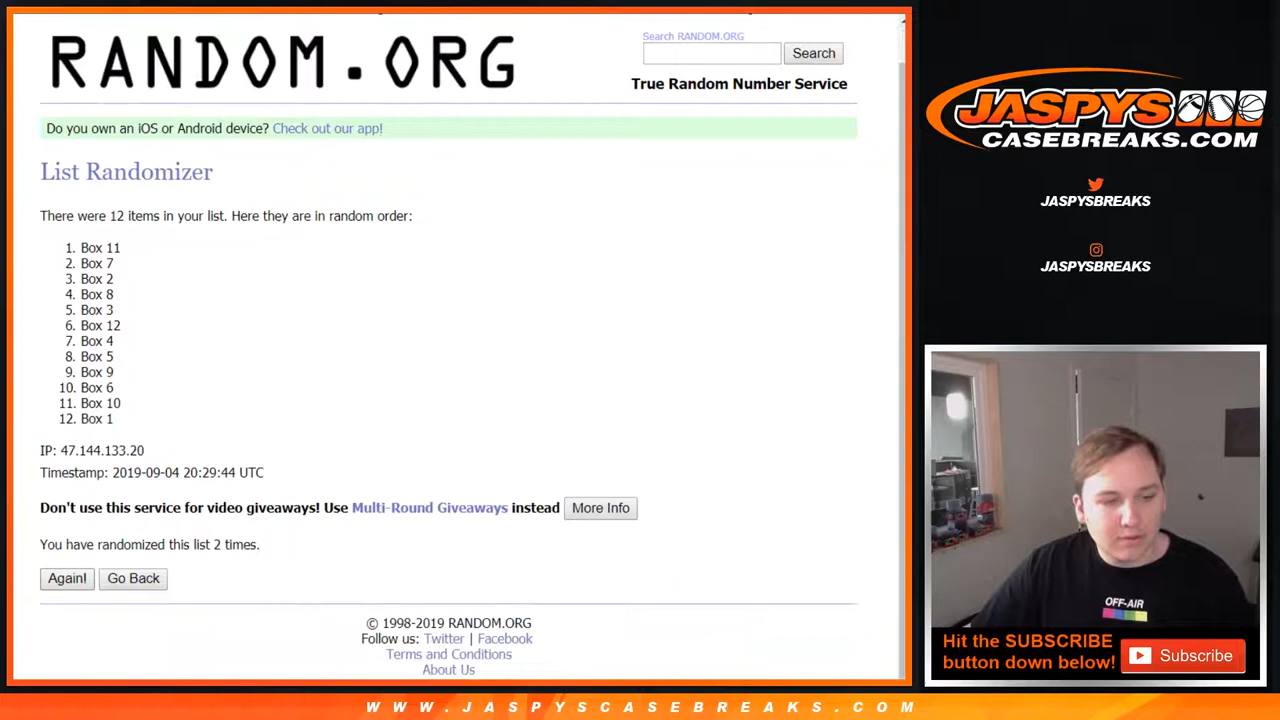 RANDOM.ORG
Search RANDOM.ORG
Search
True Random Number Service
Do you own an iOS or Android device? Check out our app!
List Randomizer
There were 12 items in your list. Here they are in random order:
1. Box 11
2. Box 7
3. Box 2
4. Box 8
5. Box 3
6. Box 12
7. Box 4
8. Box 5
9. Box 9
10. Box 6
11. Box 10
12. Box 1
IP: 47.144.133.20
Timestamp: 2019-09-04 20:29:44 UTC
Don't use this service for video giveaways! Use Multi-Round Giveaways instead More Info
You have randomized this list 2 times.
Again! Go Back
© 1998-2019 RANDOM.ORG
Follow us: Twitter | Facebook
Terms and Conditions
About Us
JASPYS
CASEBREAKS.COM
JASPYSBREAKS
JASPYSBREAKS
OFF-AIR
Hit the SUBSCRIBE
button down below!
Subscribe
WWW.JASPYSCASEBREAKS.COM